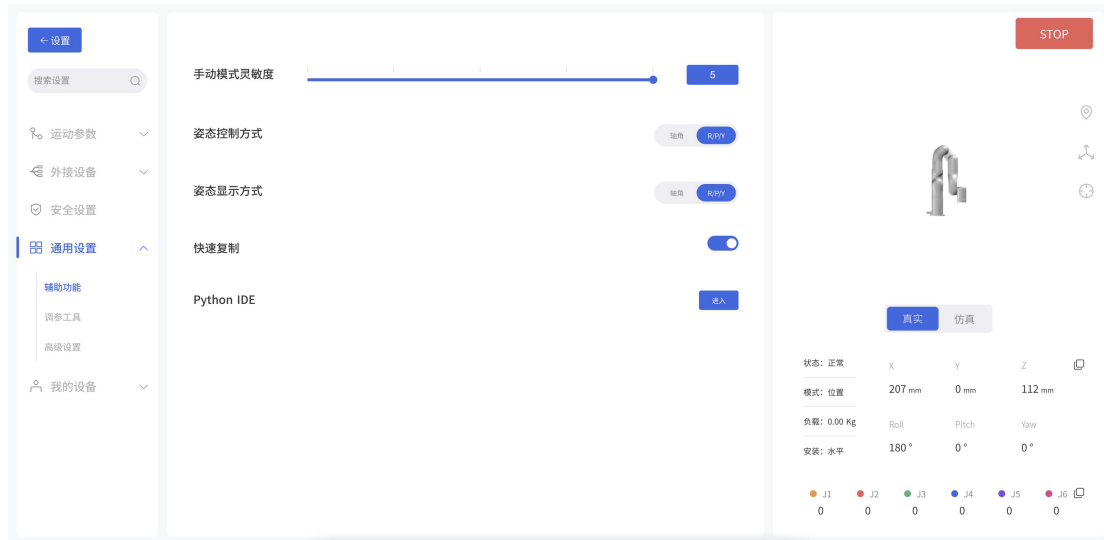 ←设置
搜索设置
运动参数
外接设备
安全设置
通用设置
辅助功能
调参工具
高级设置
我的设备
手动模式灵敏度 5
姿态控制方式 轴角 R/P/Y
姿态显示方式 轴角 R/P/Y
快速复制
Python IDE 进入
STOP
真实 仿真
状态：正常
模式：位置
负载：0.00 Kg
安装：水平
X Y Z
207 mm 0 mm 112 mm
Roll Pitch Yaw
180 ° 0 ° 0 °
J1 J2 J3 J4 J5 J6
0 0 0 0 0 0